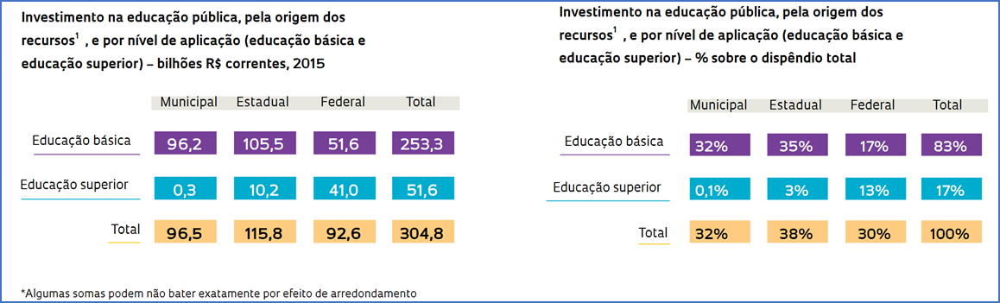 Investimento na educação pública, pela origem dos
recursos¹ , e por nível de aplicação (educação básica e
educação superior) – bilhões R$ correntes, 2015
Municipal Estadual Federal Total
Educação básica 96,2 105,5 51,6 253,3
Educação superior 0,3 10,2 41,0 51,6
Total 96,5 115,8 92,6 304,8
*Algumas somas podem não bater exatamente por efeito de arredondamento
Investimento na educação pública, pela origem dos
recursos¹ , e por nível de aplicação (educação básica e
educação superior) – % sobre o dispêndio total
Municipal Estadual Federal Total
Educação básica 32% 35% 17% 83%
Educação superior 0,1% 3% 13% 17%
Total 32% 38% 30% 100%